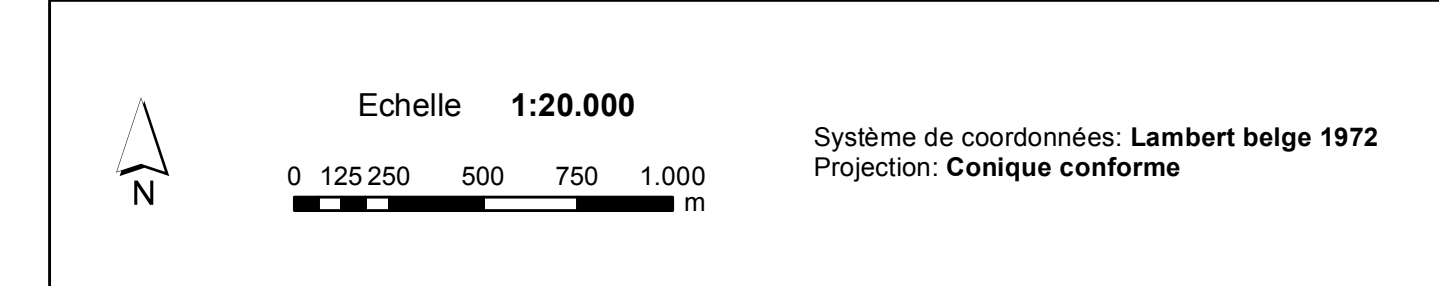 Echelle 1:20.000
0 125 250 500 750 1.000
m
N
Système de coordonnées: Lambert belge 1972
Projection: Conique conforme